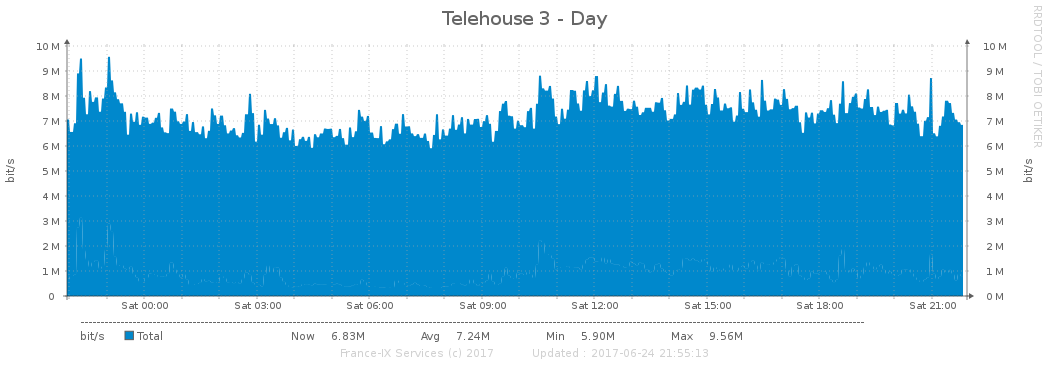 Telehouse 3 - Day
RRDTOOL / TOBI OETIKER
10 M 10 M
9 M 9 M
8 M 8 M
7 M 7 M
6 M 6 M
5 M 5 M
4 M 4 M
3 M 3 M
2 M 2 M
1 M 1 M
0 0 M
bit/s
bit/s
Sat 00:00 Sat 03:00 Sat 06:00 Sat 09:00 Sat 12:00 Sat 15:00 Sat 18:00 Sat 21:00
bit/s Total Now 6.83M Avg 7.24M Min 5.90M Max 9.56M
France-IX Services (c) 2017 Updated : 2017-06-24 21:55:13